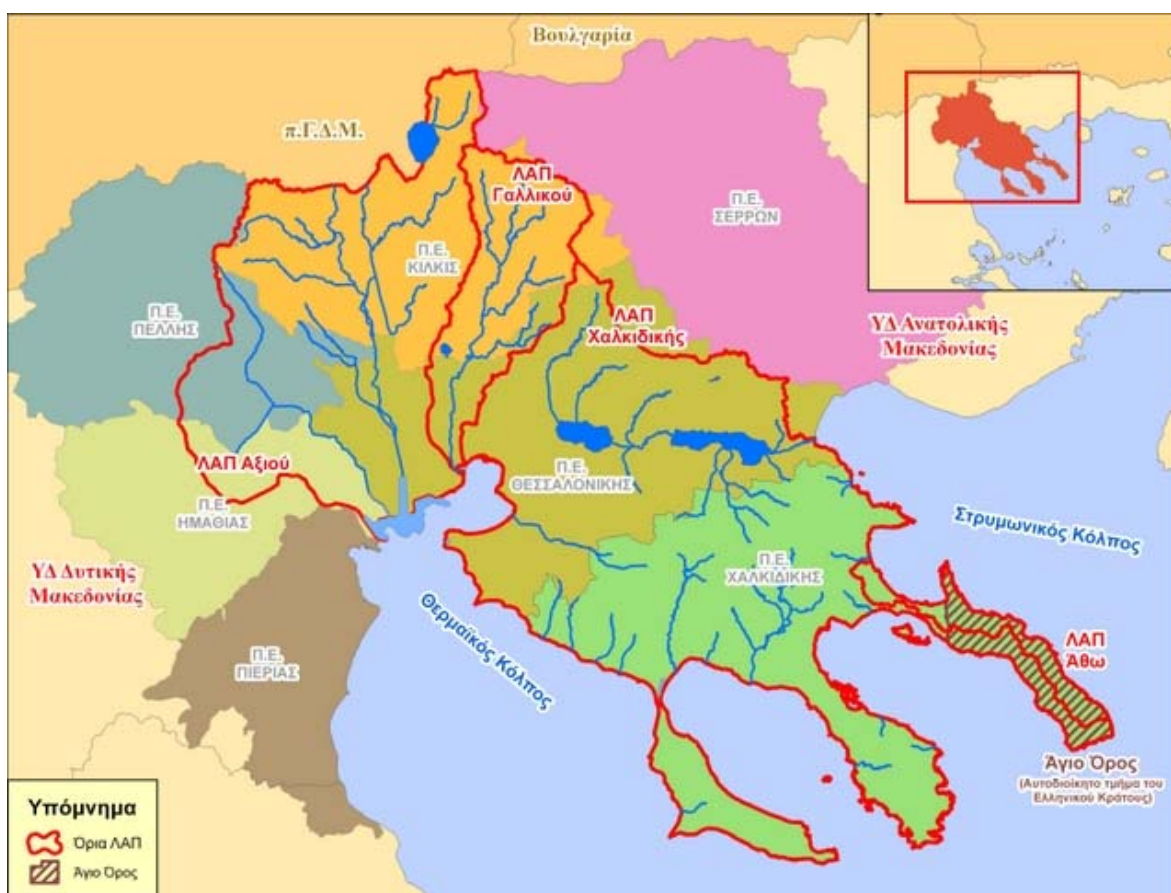 Βουλγαρία
π.Γ.Δ.Μ.
ΛΑΠ
Γαλλικού
Π.Ε.
ΣΕΡΡΩΝ
Π.Ε.
ΚΙΛΚΙΣ
Π.Ε.
ΠΕΛΛΗΣ
ΛΑΠ
Χαλκιδικής
ΥΔ Ανατολικής
Μακεδονίας
ΛΑΠ Αξιού
Π.Ε.
ΘΕΣΣΑΛΟΝΙΚΗΣ
Π.Ε.
ΗΜΑΘΙΑΣ
Στρυμωνικός Κόλπος
ΥΔ Δυτικής
Μακεδονίας
Π.Ε.
ΧΑΛΚΙΔΙΚΗΣ
Θερμαϊκός Κόλπος
ΛΑΠ
Άθω
Π.Ε.
ΠΙΕΡΙΑΣ
Άγιο Όρος
(Αυτοδιοίκητο τμήμα του
Ελληνικού Κράτους)
Υπόμνημα
Όρια ΛΑΠ
Άγιο Όρος